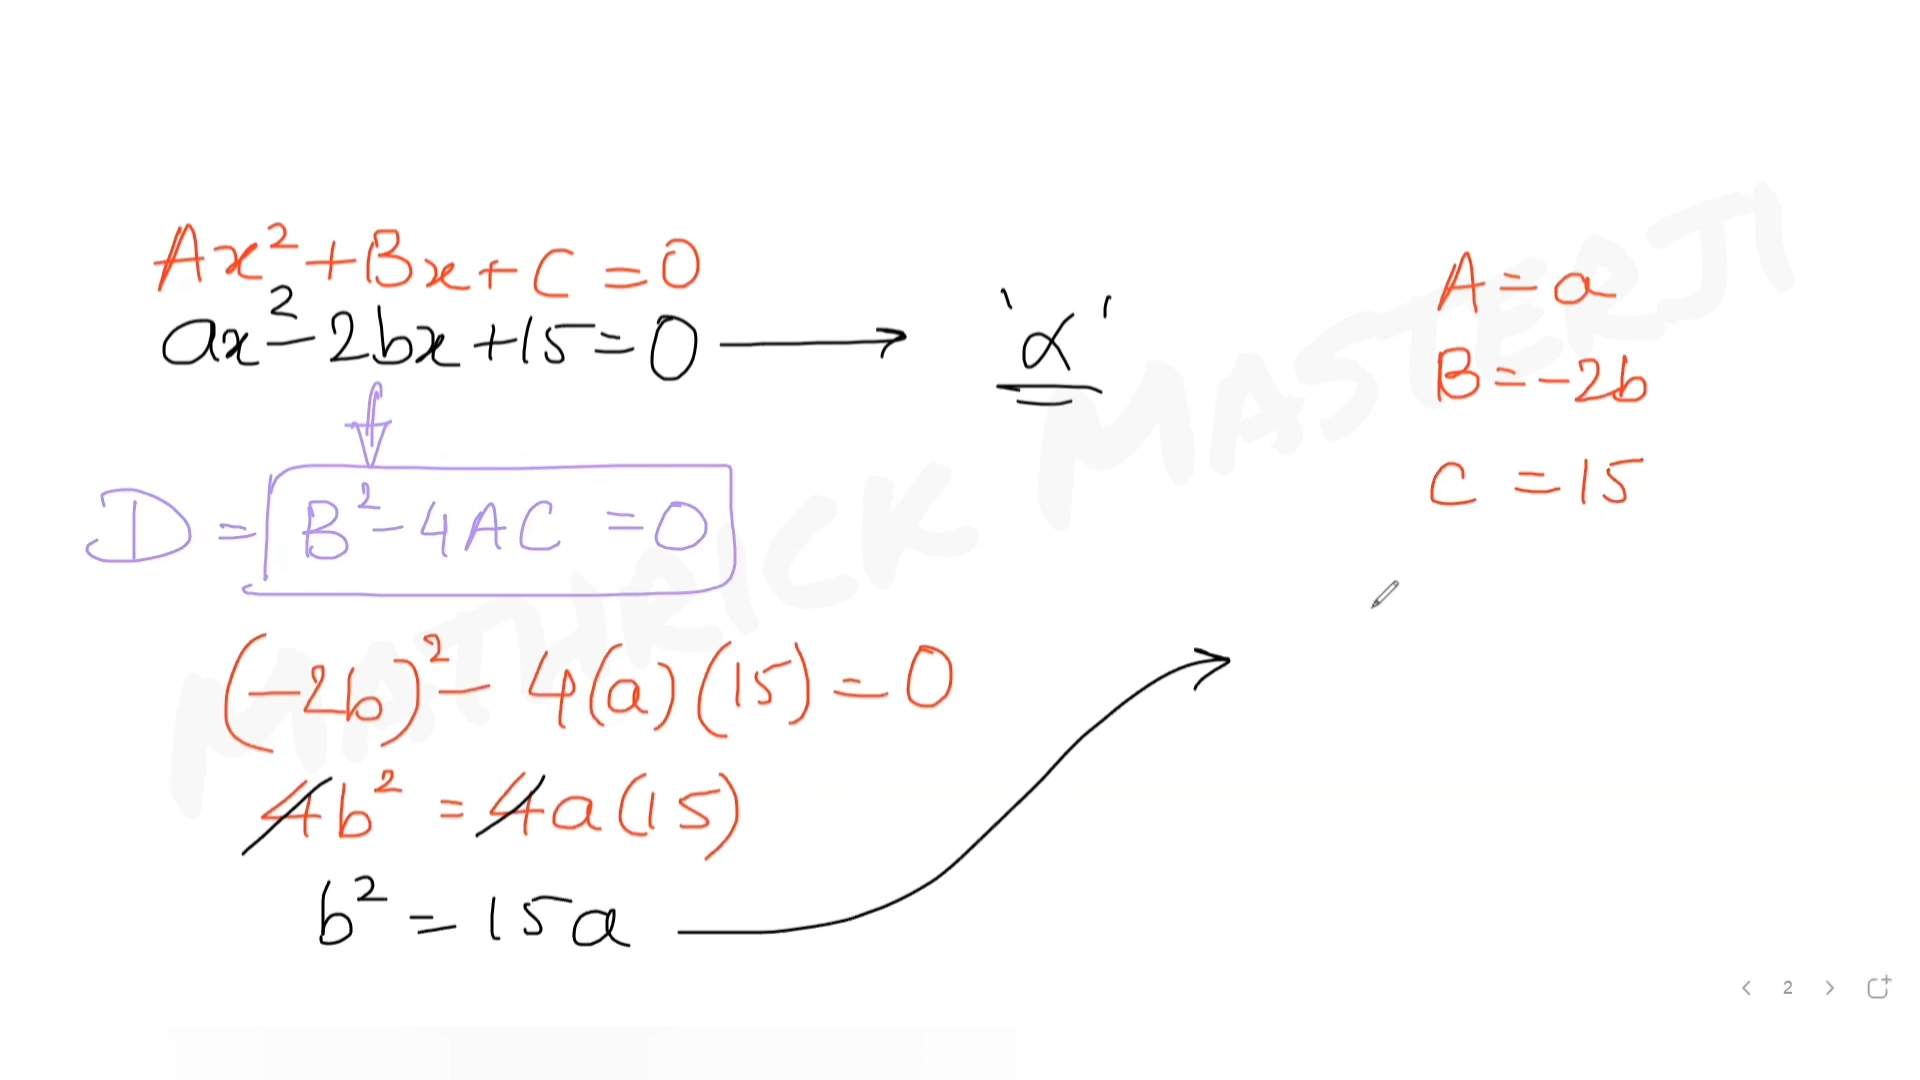 Ax²+Bx+C=0
ax²-2bx+15=0 → 'α'
D = B²-4AC = 0
(-2b)² - 4(a)(15) = 0
4b² = 4a(15)
b² = 15a
A = a
B = -2b
C = 15
MATHRICK MASTERJI
< 2 >